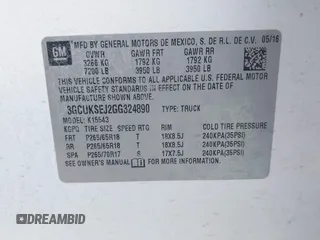 GM
MFD BY GENERAL MOTORS DE MEXICO, S. DE R.L. DE C.V. 05/16
GVWR GAWR FRT GAWR RR
3266 KG 1792 KG 1792 KG
7200 LB 3950 LB 3950 LB
THIS VEHICLE CONFORMS TO ALL APPLICABLE U.S. FEDERAL
MOTOR VEHICLE SAFETY STANDARDS IN
EFFECT ON THE DATE OF MANUFACTURE SHOWN ABOVE.
3GCUKSEJ2GG324890 TYPE: TRUCK
MODEL: K15543
TIRE SIZE SPEED RTG RIM COLD TIRE PRESSURE
FRT P265/65R18 T 18X8.5J 240KPA(35PSI)
RR P265/65R18 T 18X8.5J 240KPA(35PSI)
SPA P265/70R17 S 17X7.5J 240KPA(35PSI)
SEE OWNER'S MANUAL FOR ADDITIONAL INFORMATION
AUTOBIDMASTER